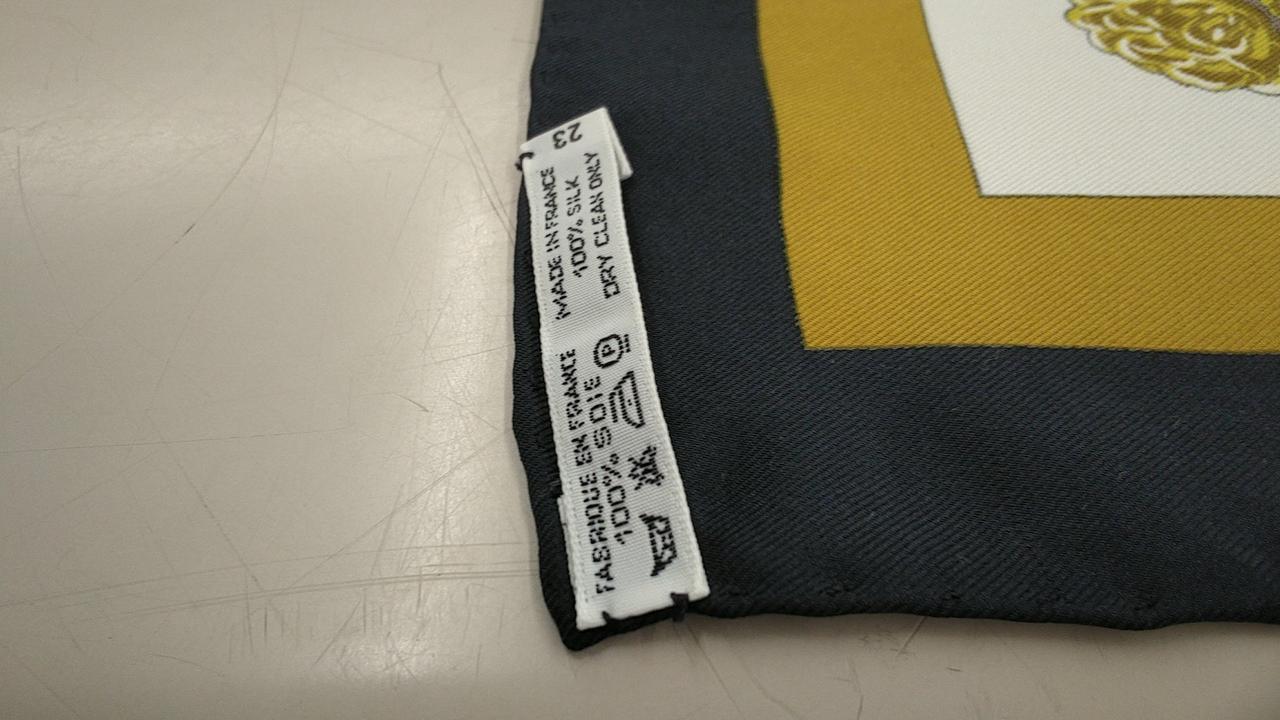 FABRIQUE EN FRANCE
100% SOIE
MADE IN FRANCE
100% SILK
DRY CLEAN ONLY
23